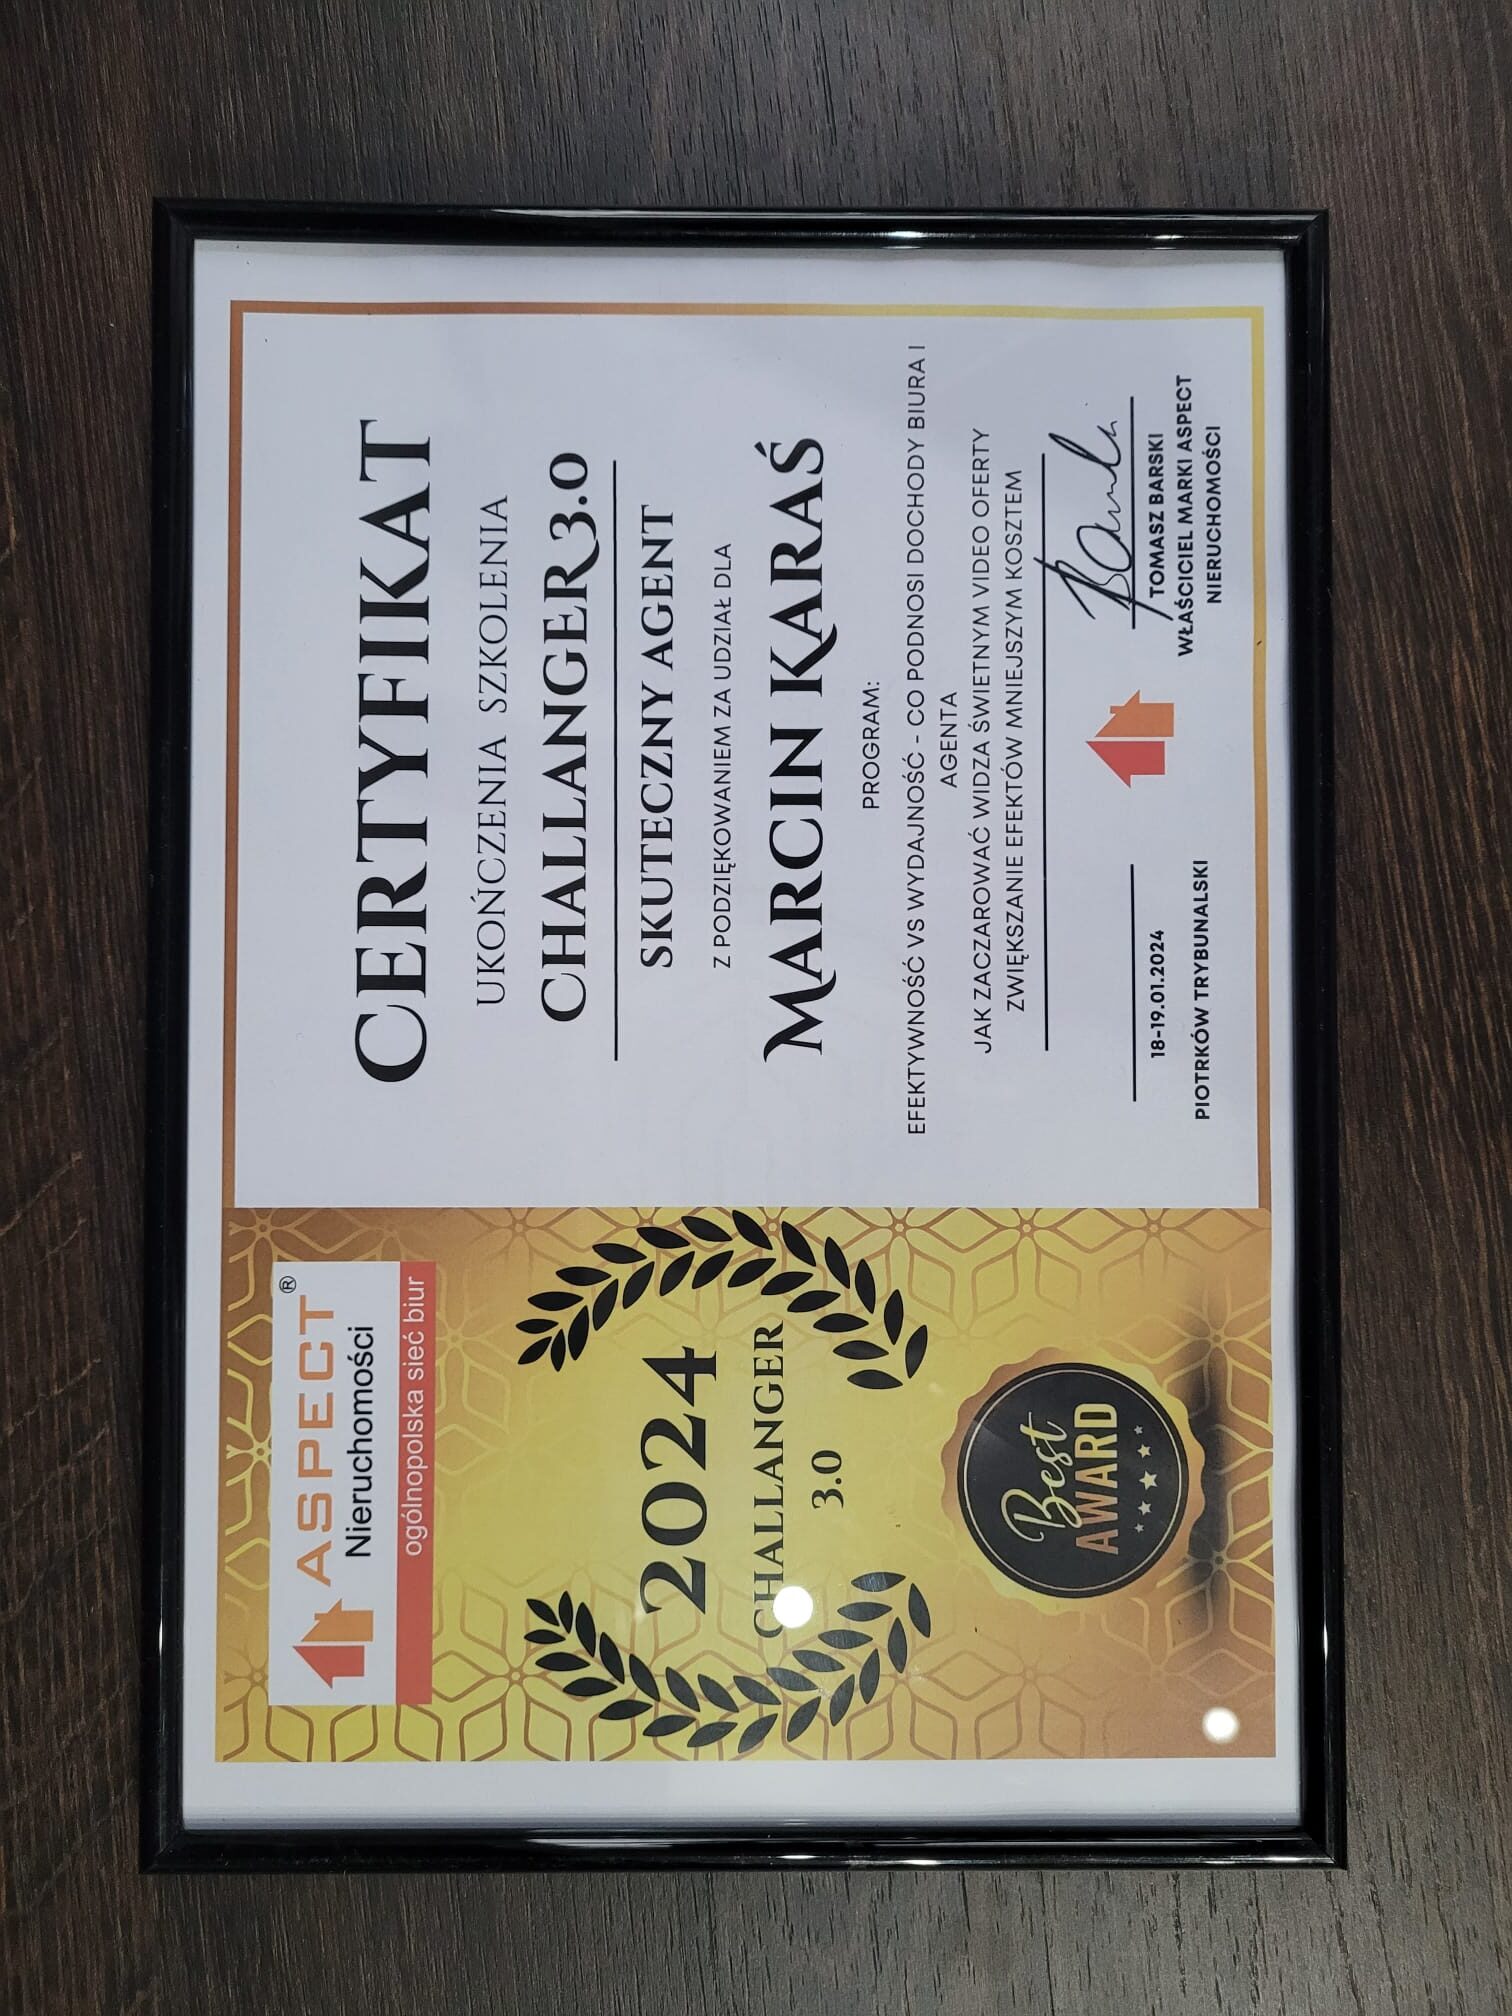 ASPECT®
Nieruchomości
ogólnopolska sieć biur
2024
CHALLANGER
3.0
Best
AWARD
CERTYFIKAT
UKOŃCZENIA SZKOLENIA
CHALLANGER3.0
SKUTECZNY AGENT
Z PODZIĘKOWANIEM ZA UDZIAŁ DLA
MARCIN KARAŚ
PROGRAM:
EFEKTYWNOŚĆ VS WYDAJNOŚĆ - CO PODNOSI DOCHODY BIURA I
AGENTA
JAK ZACZAROWAĆ WIDZA ŚWIETNYM VIDEO OFERTY
ZWIĘKSZANIE EFEKTÓW MNIEJSZYM KOSZTEM
18-19.01.2024
PIOTRKÓW TRYBUNALSKI
TOMASZ BARSKI
WŁAŚCICIEL MARKI ASPECT
NIERUCHOMOŚCI